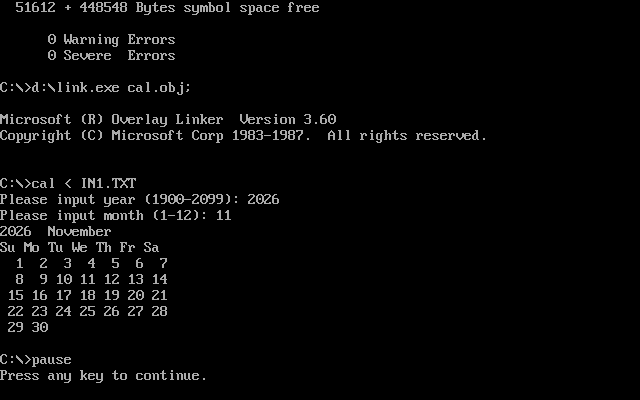 51612 + 448548 Bytes symbol space free
0 Warning Errors
0 Severe  Errors
C:\>d:\link.exe cal.obj;
Microsoft (R) Overlay Linker  Version 3.60
Copyright (C) Microsoft Corp 1983-1987.  All rights reserved.
C:\>cal < IN1.TXT
Please input year (1900-2099): 2026
Please input month (1-12): 11
2026  November
Su Mo Tu We Th Fr Sa
1  2  3  4  5  6  7
8  9 10 11 12 13 14
15 16 17 18 19 20 21
22 23 24 25 26 27 28
29 30
C:\>pause
Press any key to continue.